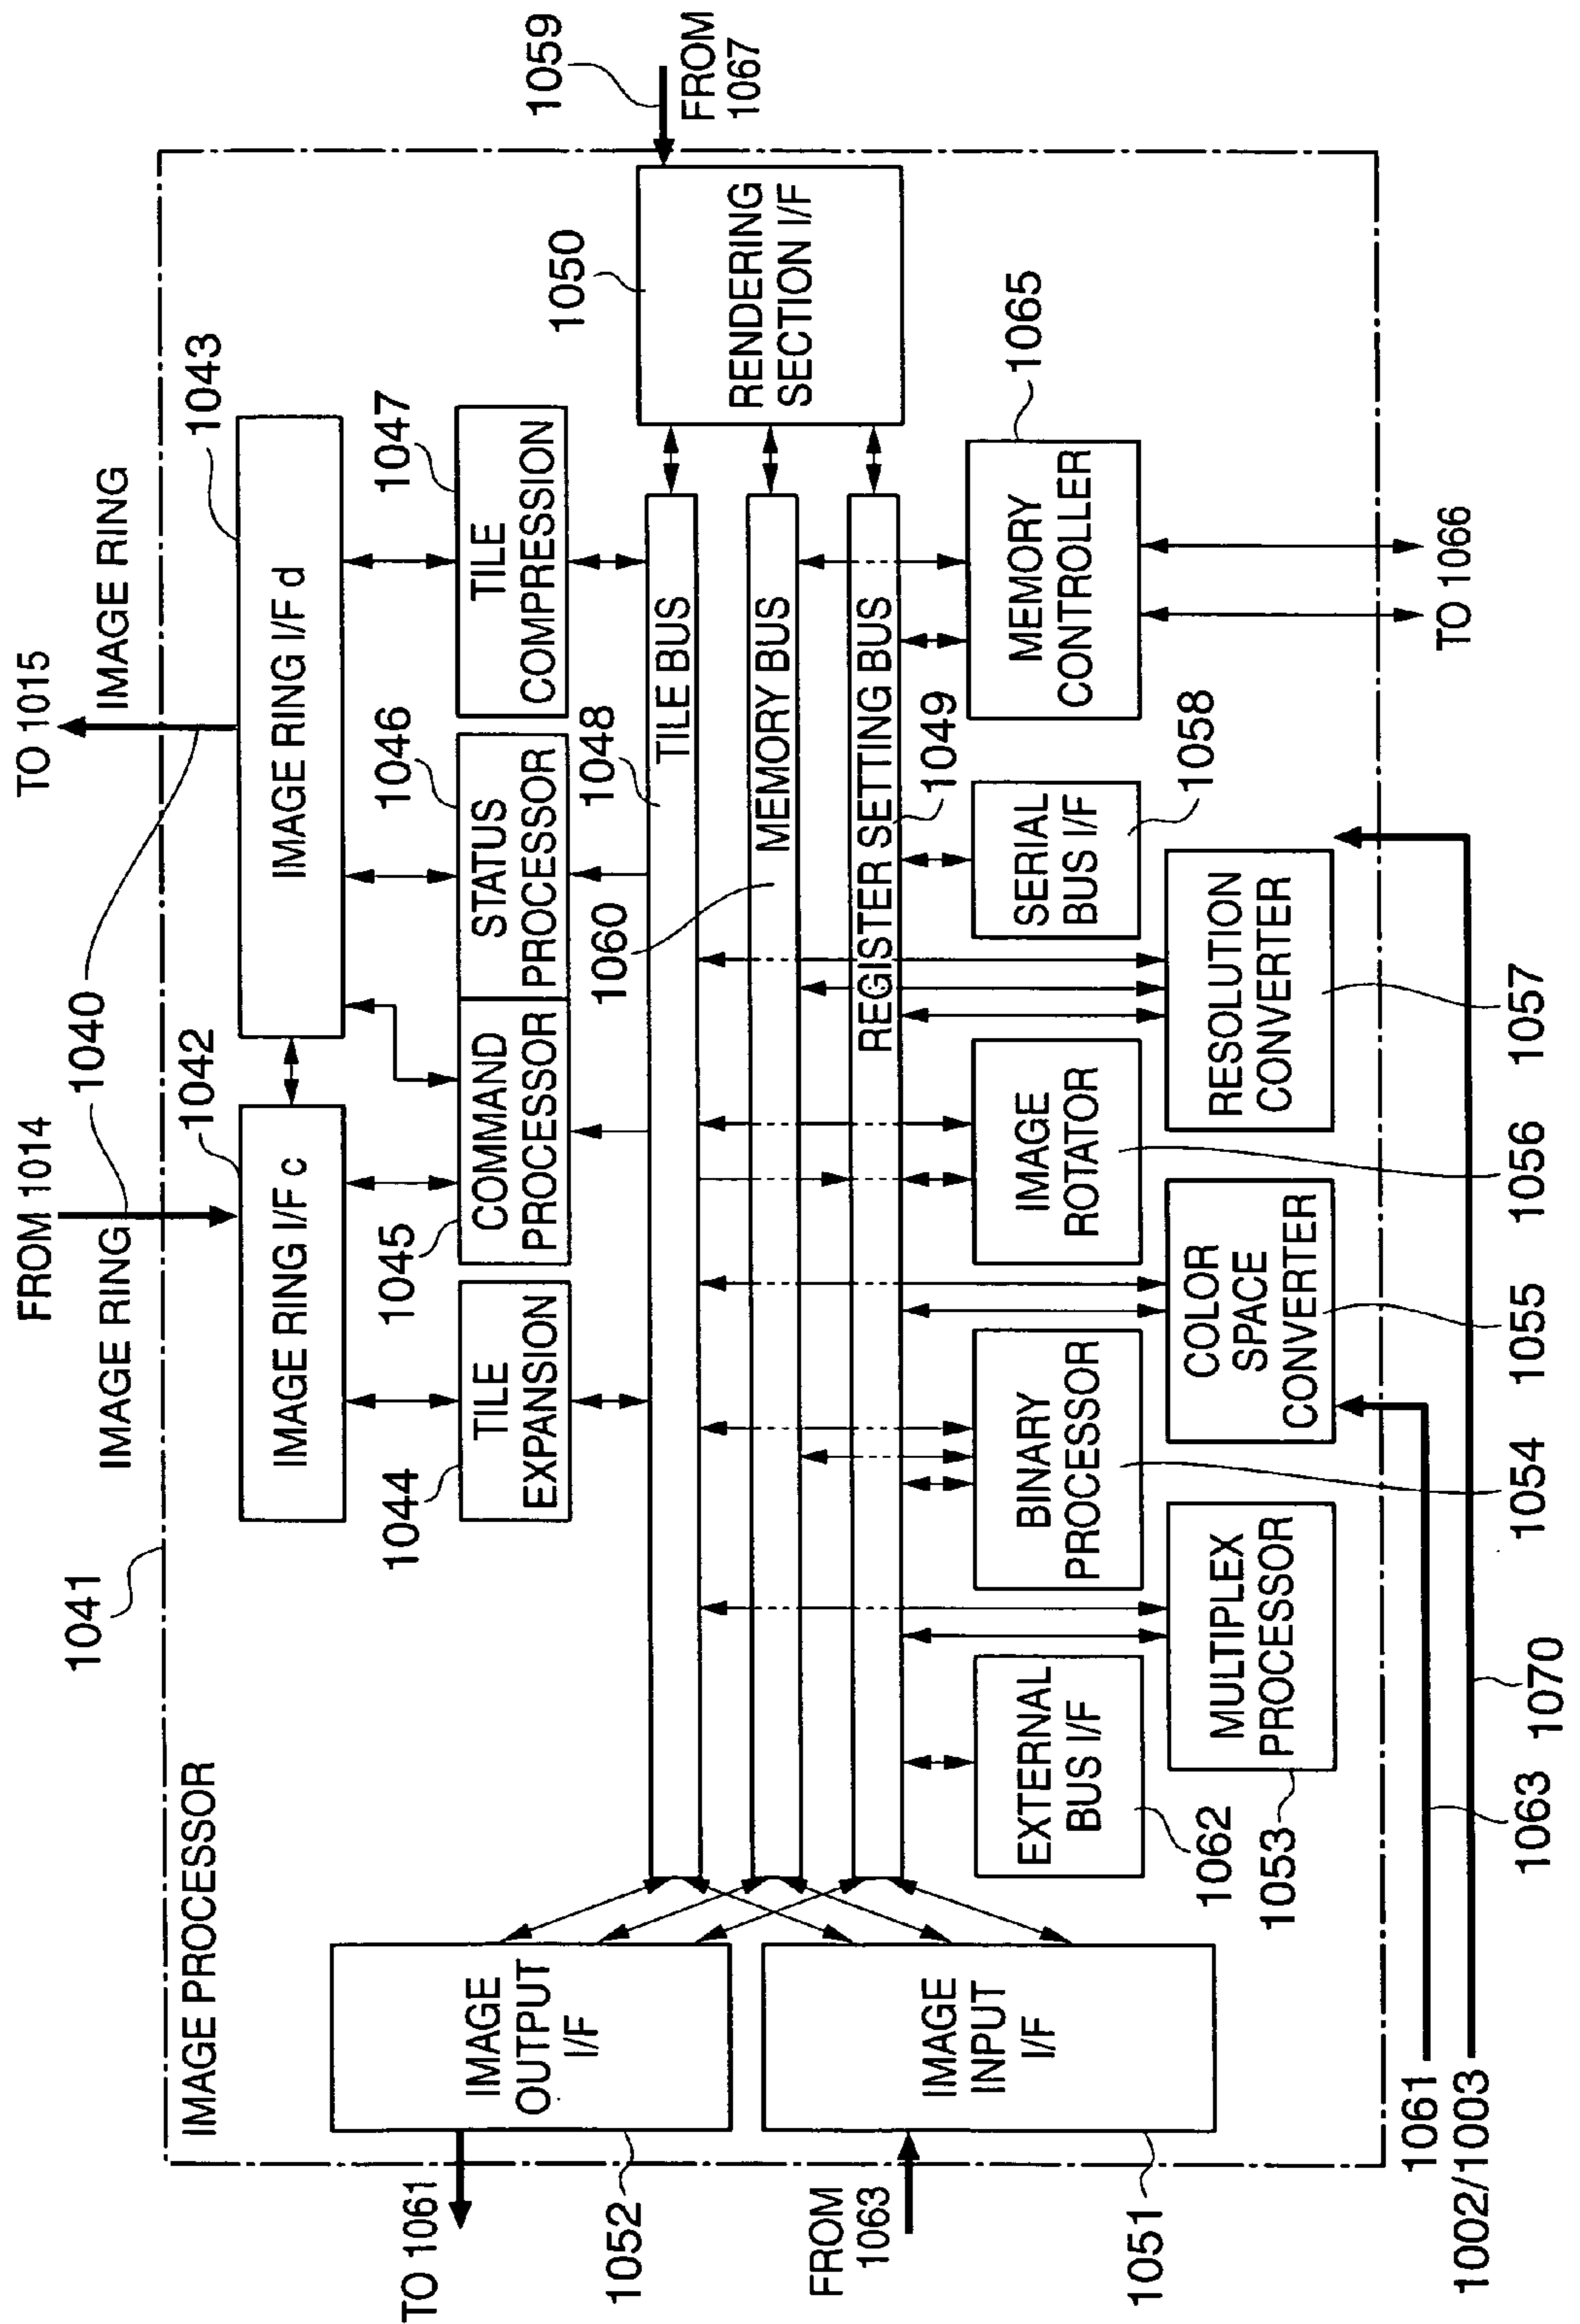 FROM 1014
TO 1015
IMAGE RING
1040
IMAGE RING
1041
IMAGE PROCESSOR
1042
1043
IMAGE RING I/F c
IMAGE RING I/F d
1044
1045
1046
1047
TILE
EXPANSION
COMMAND
PROCESSOR
STATUS
PROCESSOR
TILE
COMPRESSION
1048
TILE BUS
1060
MEMORY BUS
REGISTER SETTING BUS
1049
1050
RENDERING
SECTION I/F
1059
FROM
1067
IMAGE
OUTPUT
I/F
TO 1061
1052
IMAGE
INPUT
I/F
FROM
1063
1051
EXTERNAL
BUS I/F
1062
MULTIPLEX
PROCESSOR
1053
BINARY
PROCESSOR
1054
COLOR
SPACE
CONVERTER
1055
IMAGE
ROTATOR
1056
RESOLUTION
CONVERTER
1057
SERIAL
BUS I/F
1058
MEMORY
CONTROLLER
1065
TO 1066
1061
1063
1002/1003
1070